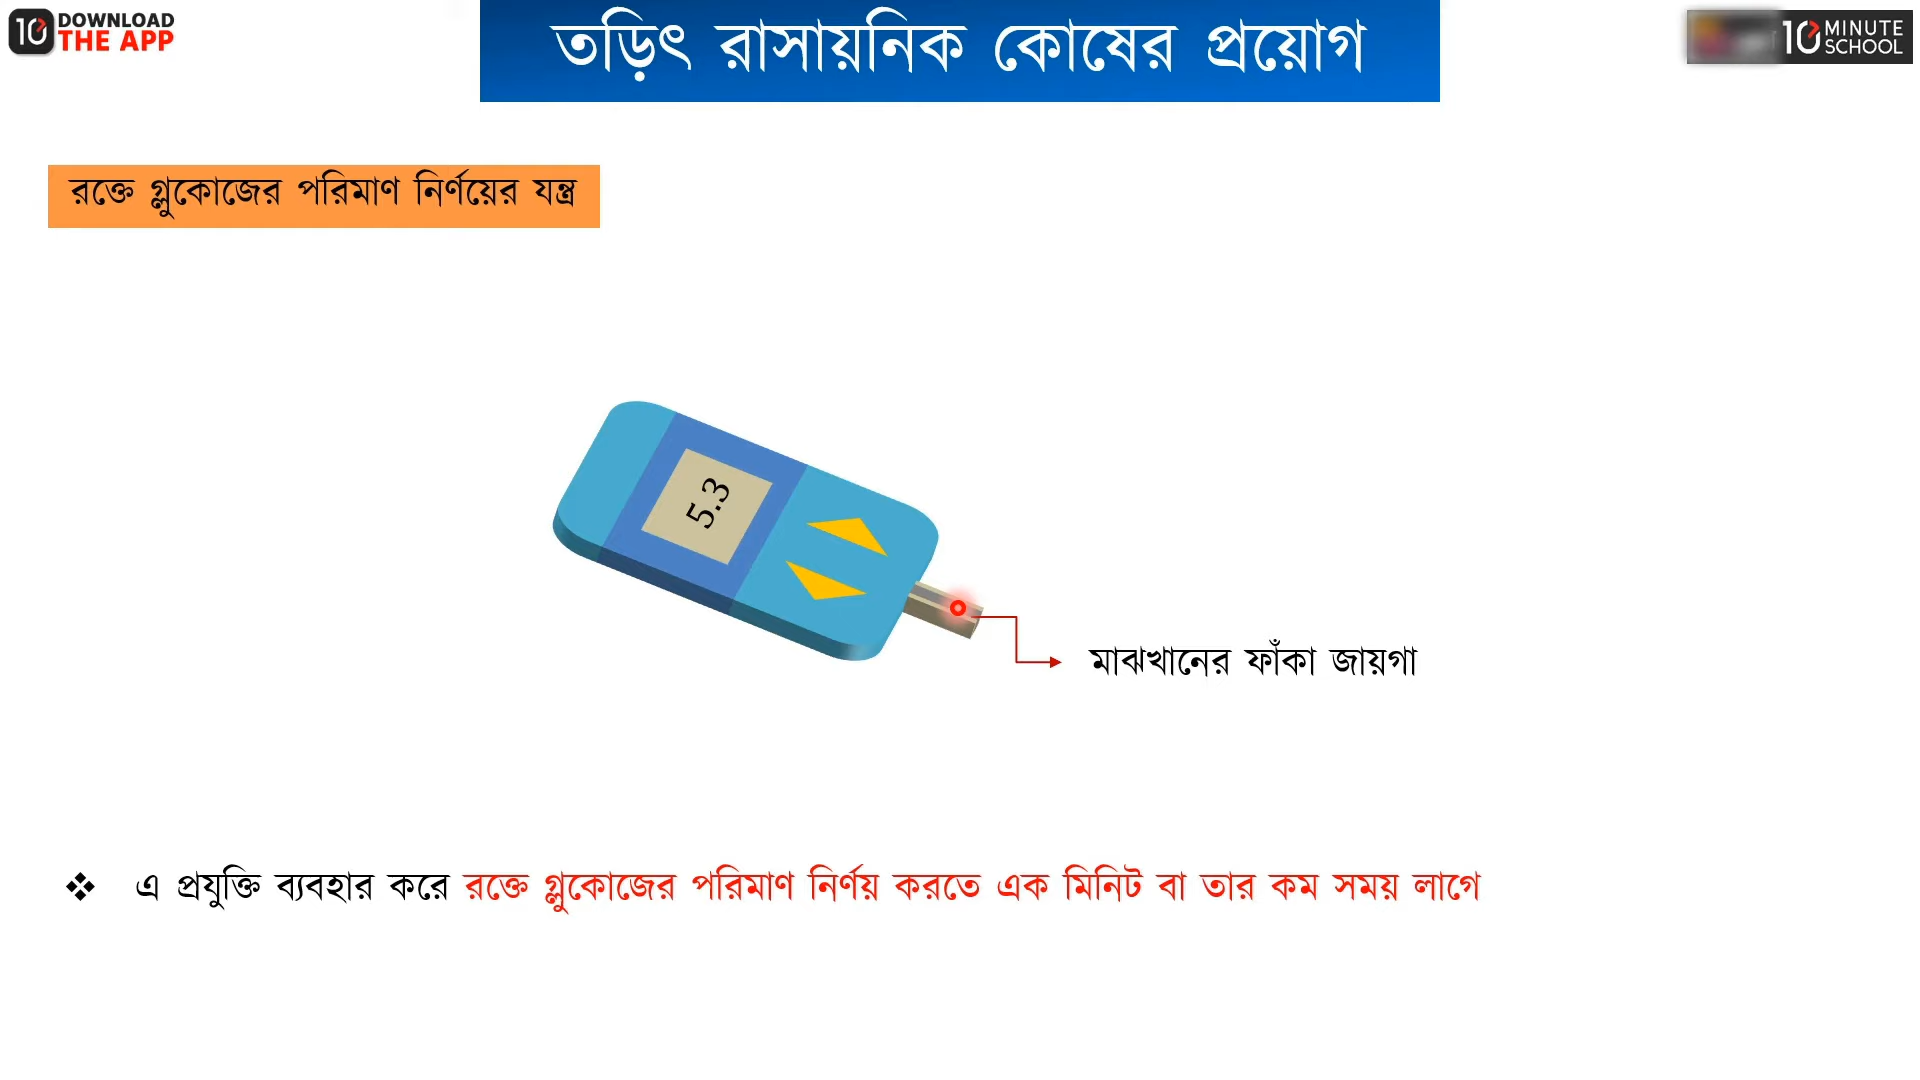 DOWNLOAD
THE APP
তড়িৎ রাসায়নিক কোষের প্রয়োগ
10 MINUTE
SCHOOL
রক্তে গ্লুকোজের পরিমাণ নির্ণয়ের যন্ত্র
5.3
মাঝখানের ফাঁকা জায়গা
❖ এ প্রযুক্তি ব্যবহার করে রক্তে গ্লুকোজের পরিমাণ নির্ণয় করতে এক মিনিট বা তার কম সময় লাগে